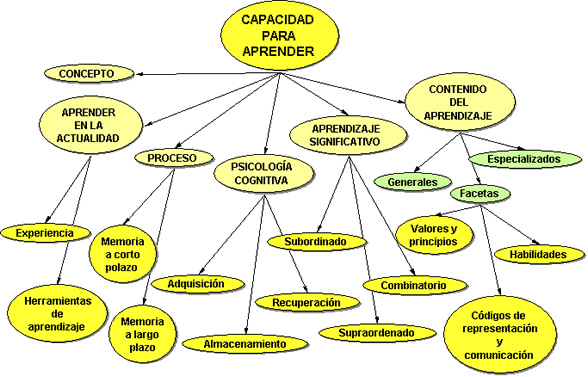 CAPACIDAD
PARA
APRENDER
CONCEPTO
APRENDER
EN LA
ACTUALIDAD
PROCESO
PSICOLOGÍA
COGNITIVA
APRENDIZAJE
SIGNIFICATIVO
CONTENIDO
DEL
APRENDIZAJE
Generales
Especializados
Facetas
Experiencia
Herramientas
de
aprendizaje
Memoria
a corto
polazo
Memoria
a largo
plazo
Adquisición
Almacenamiento
Recuperación
Subordinado
Supraordenado
Combinatorio
Valores y
principios
Habilidades
Códigos de
representación
y
comunicación